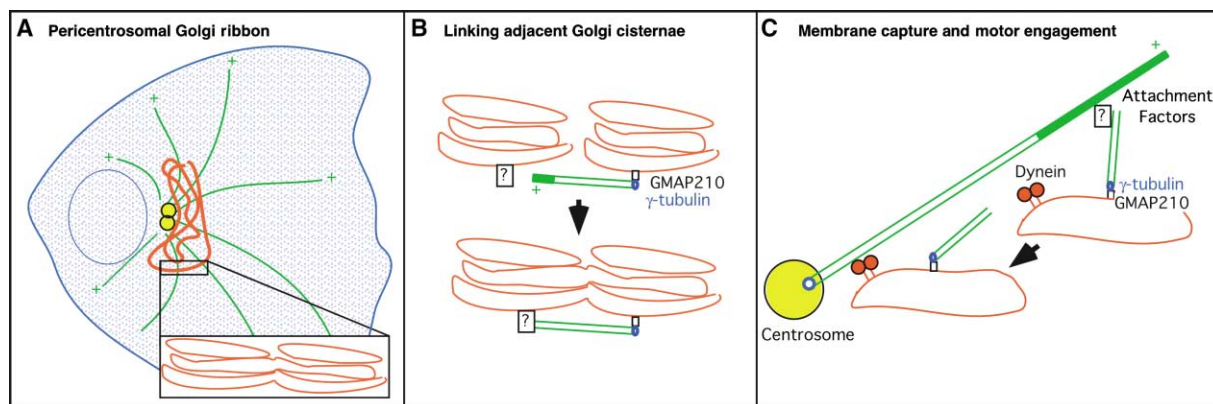 A Pericentrosomal Golgi ribbon
+
+
+
+
+
B Linking adjacent Golgi cisternae
?
+
GMAP210
γ-tubulin
?
C Membrane capture and motor engagement
+
Attachment
Factors
?
Dynein
γ-tubulin
GMAP210
Centrosome